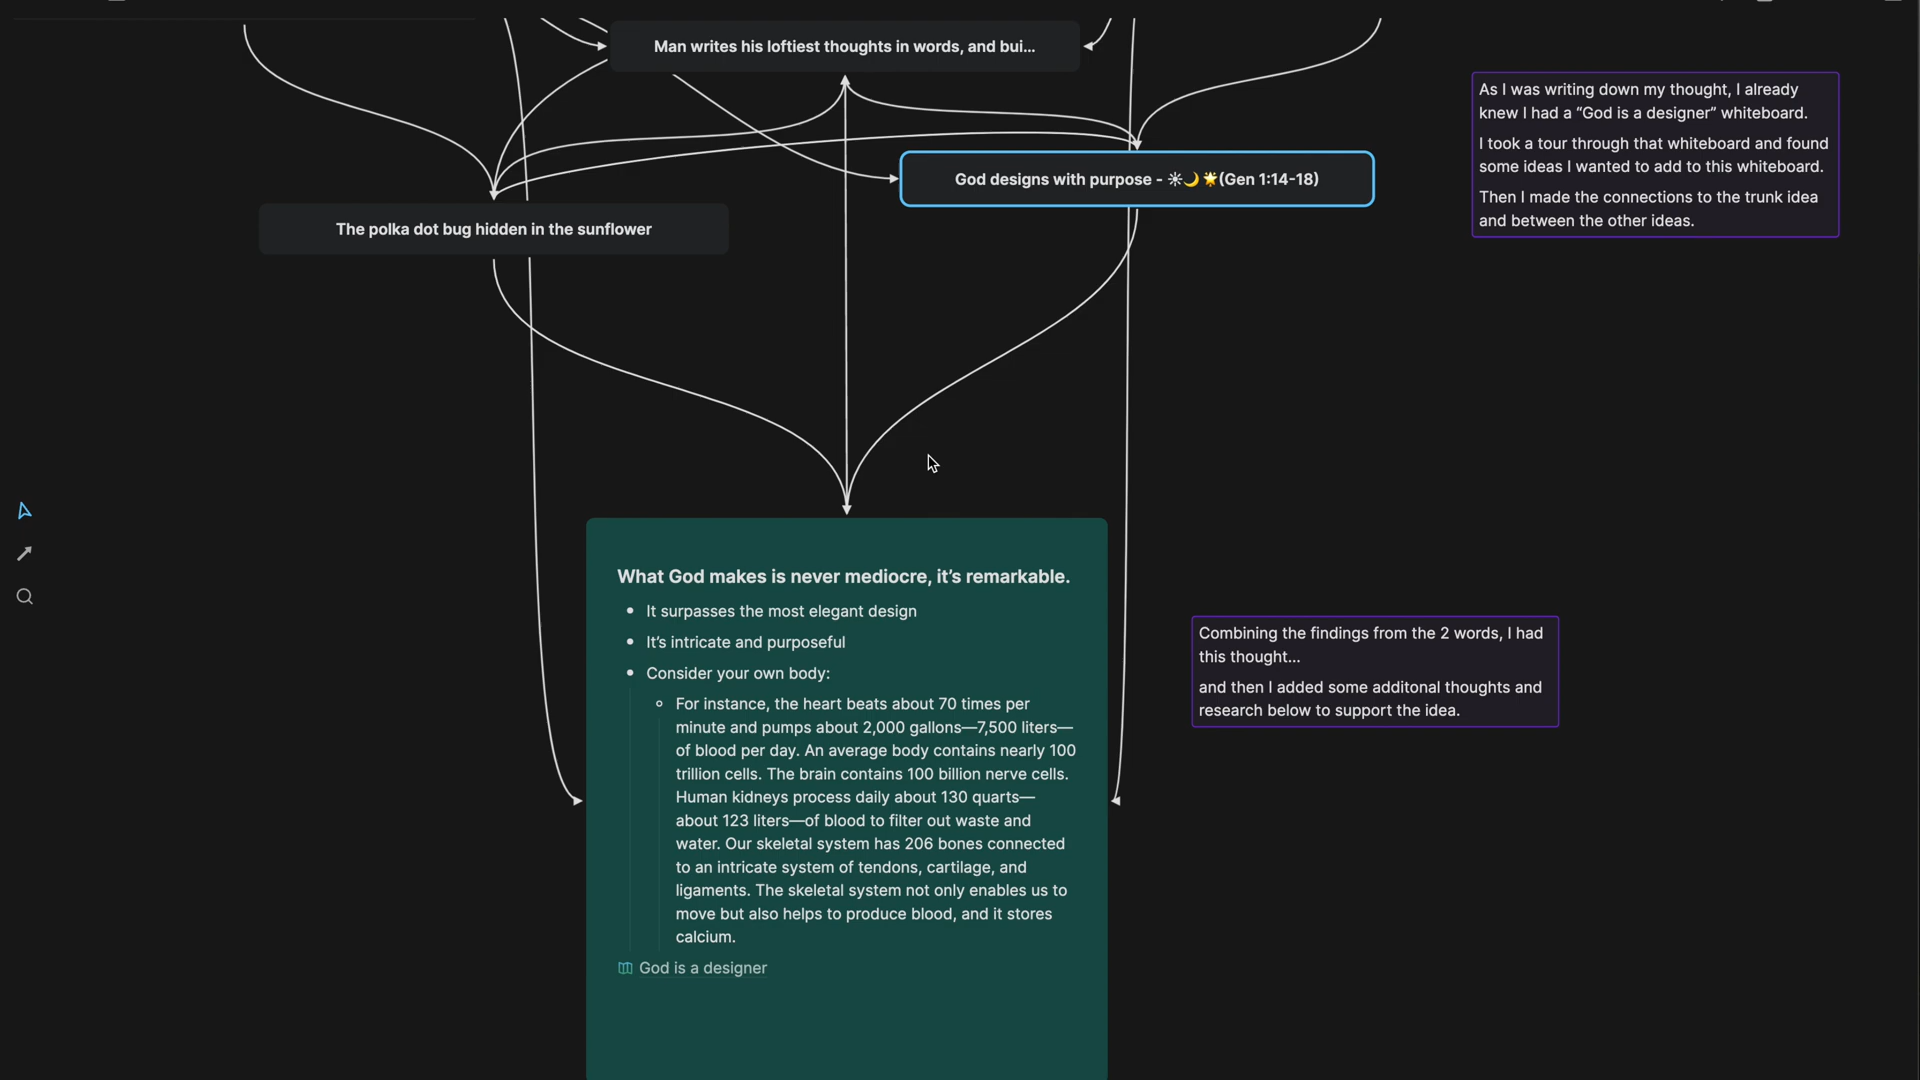 Man writes his loftiest thoughts in words, and bui...
As I was writing down my thought, I already
knew I had a “God is a designer” whiteboard.
I took a tour through that whiteboard and found
some ideas I wanted to add to this whiteboard.
Then I made the connections to the trunk idea
and between the other ideas.
God designs with purpose - ☀🌙🌟(Gen 1:14-18)
The polka dot bug hidden in the sunflower
What God makes is never mediocre, it’s remarkable.
It surpasses the most elegant design
It’s intricate and purposeful
Consider your own body:
For instance, the heart beats about 70 times per
minute and pumps about 2,000 gallons—7,500 liters—
of blood per day. An average body contains nearly 100
trillion cells. The brain contains 100 billion nerve cells.
Human kidneys process daily about 130 quarts—
about 123 liters—of blood to filter out waste and
water. Our skeletal system has 206 bones connected
to an intricate system of tendons, cartilage, and
ligaments. The skeletal system not only enables us to
move but also helps to produce blood, and it stores
calcium.
God is a designer
Combining the findings from the 2 words, I had
this thought...
and then I added some additonal thoughts and
research below to support the idea.